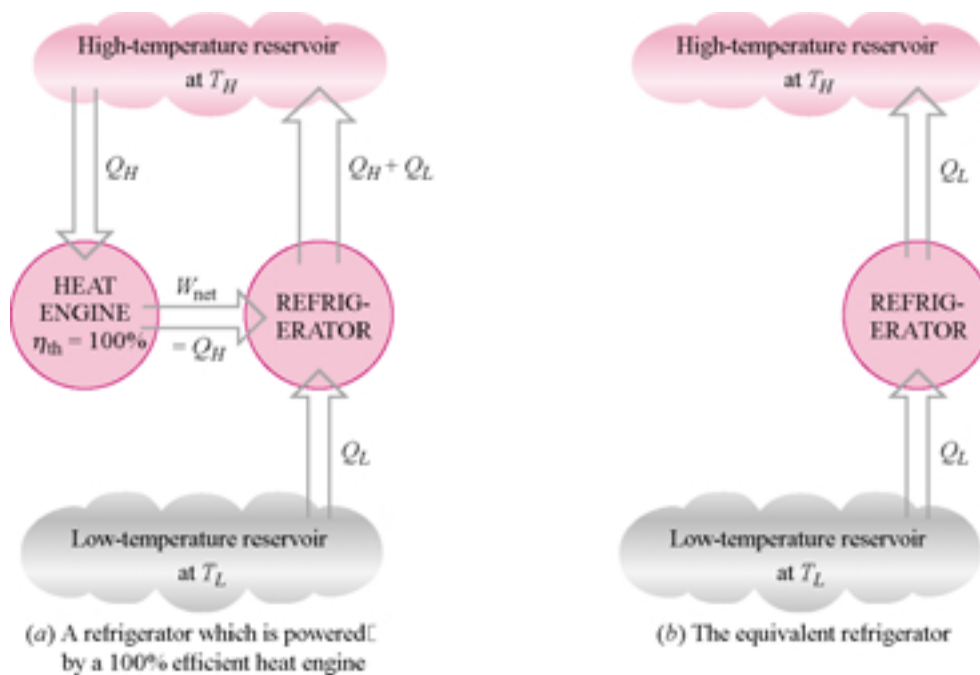 High-temperature reservoir
at T_H
Q_H
Q_H + Q_L
HEAT
ENGINE
η_th = 100%
W_net
= Q_H
REFRIG-
ERATOR
Q_L
Low-temperature reservoir
at T_L
(a) A refrigerator which is powered
by a 100% efficient heat engine
High-temperature reservoir
at T_H
Q_L
REFRIG-
ERATOR
Q_L
Low-temperature reservoir
at T_L
(b) The equivalent refrigerator